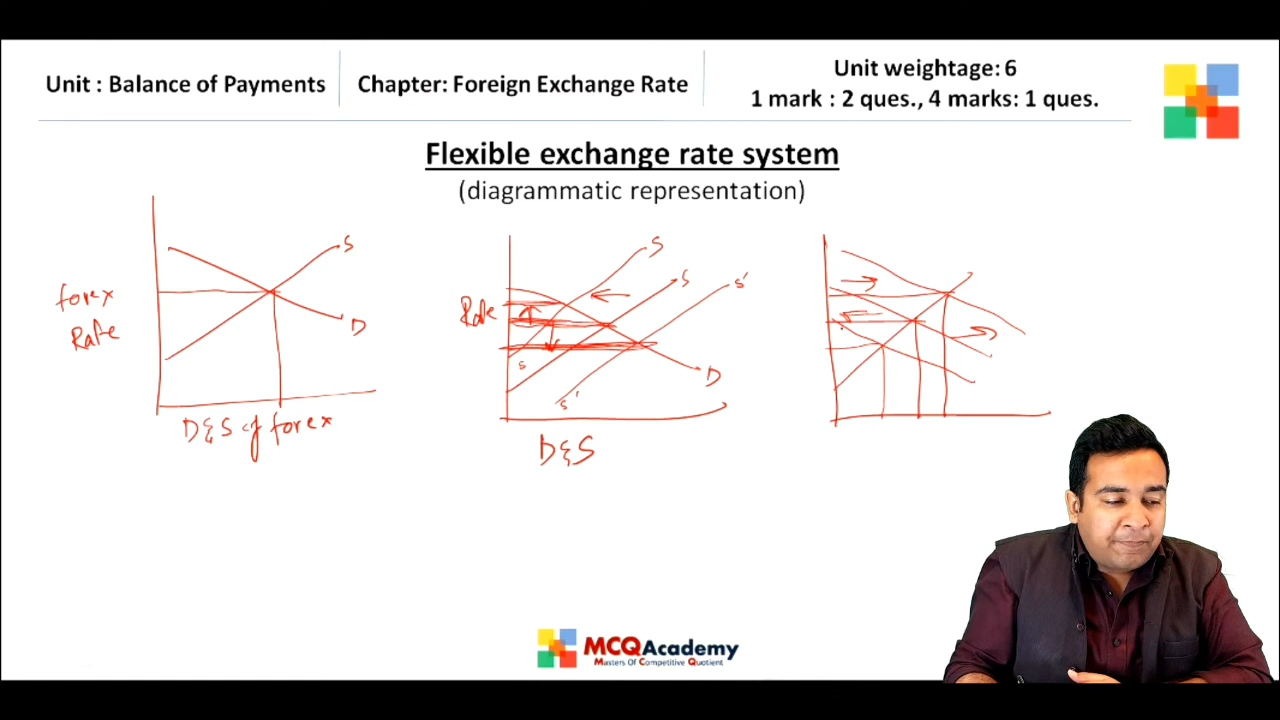 Unit : Balance of Payments
Chapter: Foreign Exchange Rate
Unit weightage: 6
1 mark : 2 ques., 4 marks: 1 ques.
Flexible exchange rate system
(diagrammatic representation)
S
forex
Rate
D
D&S of forex
S
S
S'
Rate
S
S'
D
D&S
MCQAcademy
Masters Of Competitive Quotient